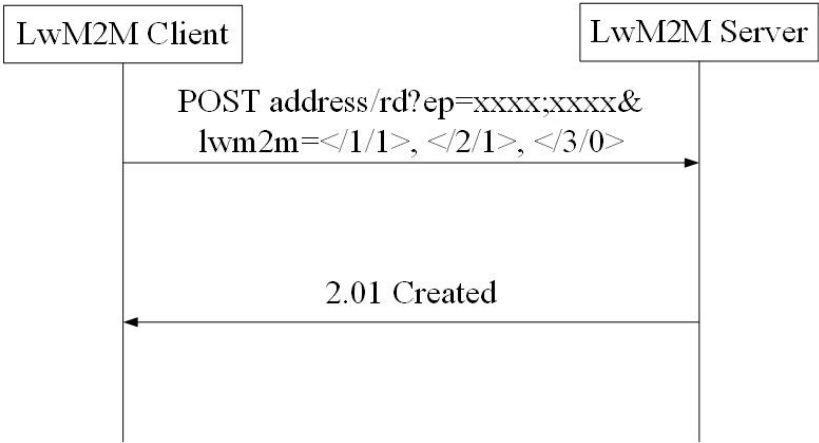 LwM2M Client
LwM2M Server
POST address/rd?ep=xxxx;xxxx&
lwm2m=</1/1>, </2/1>, </3/0>
2.01 Created